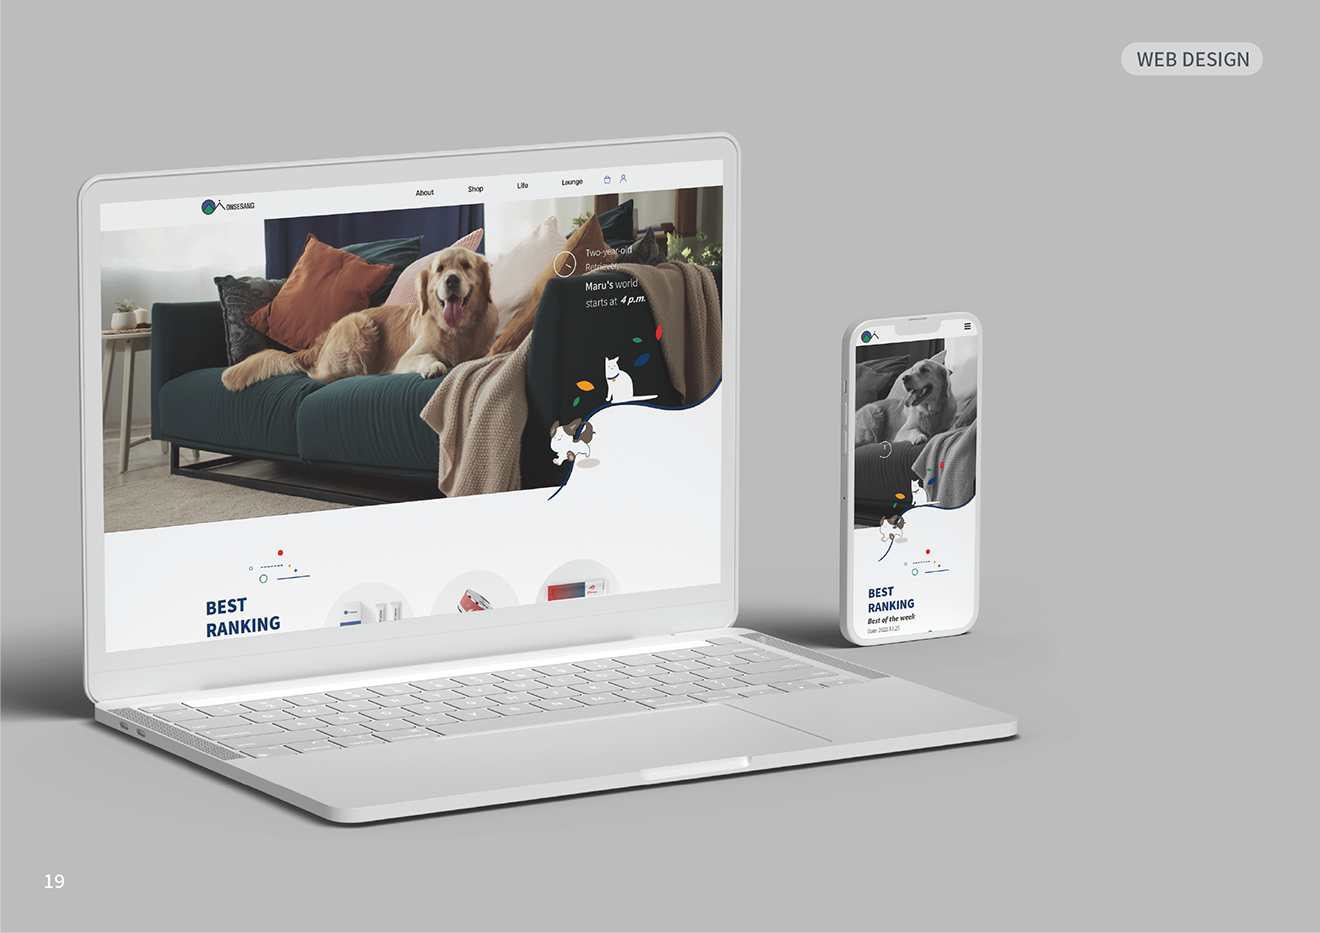 WEB DESIGN
ONSESANG
About
Shop
Life
Lounge
Two-year-old
Retriever,
Maru's world
starts at 4 p.m.
BEST
RANKING
BEST
RANKING
Best of the week
Date 2022.11.25
19